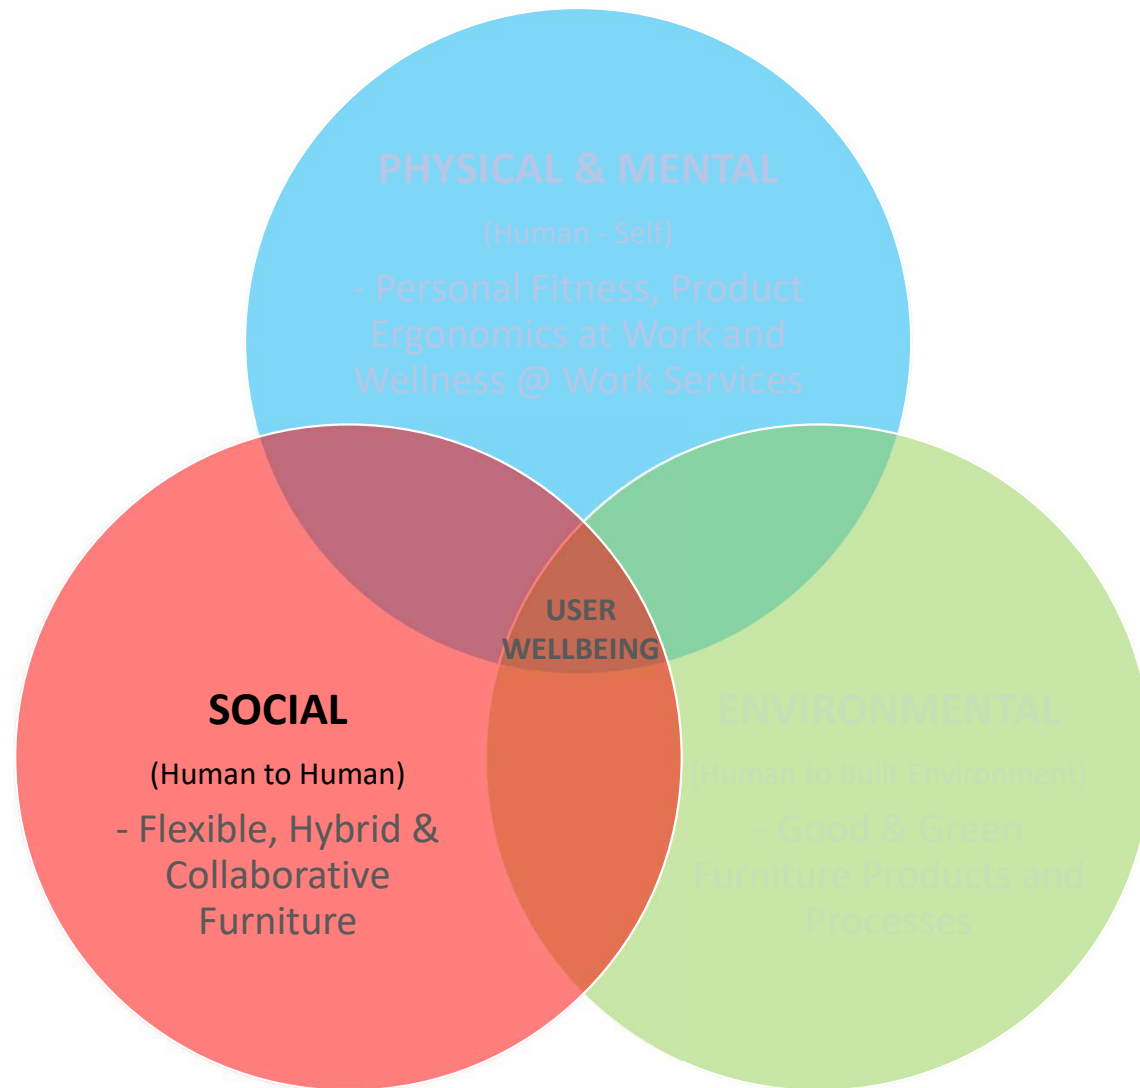 PHYSICAL & MENTAL
(Human - Self)
- Personal Fitness, Product
Ergonomics at Work and
Wellness @ Work Services
USER
WELLBEING
SOCIAL
(Human to Human)
- Flexible, Hybrid &
Collaborative
Furniture
ENVIRONMENTAL
(Human to Built Environment)
- Good & Green
Furniture Products and
Processes